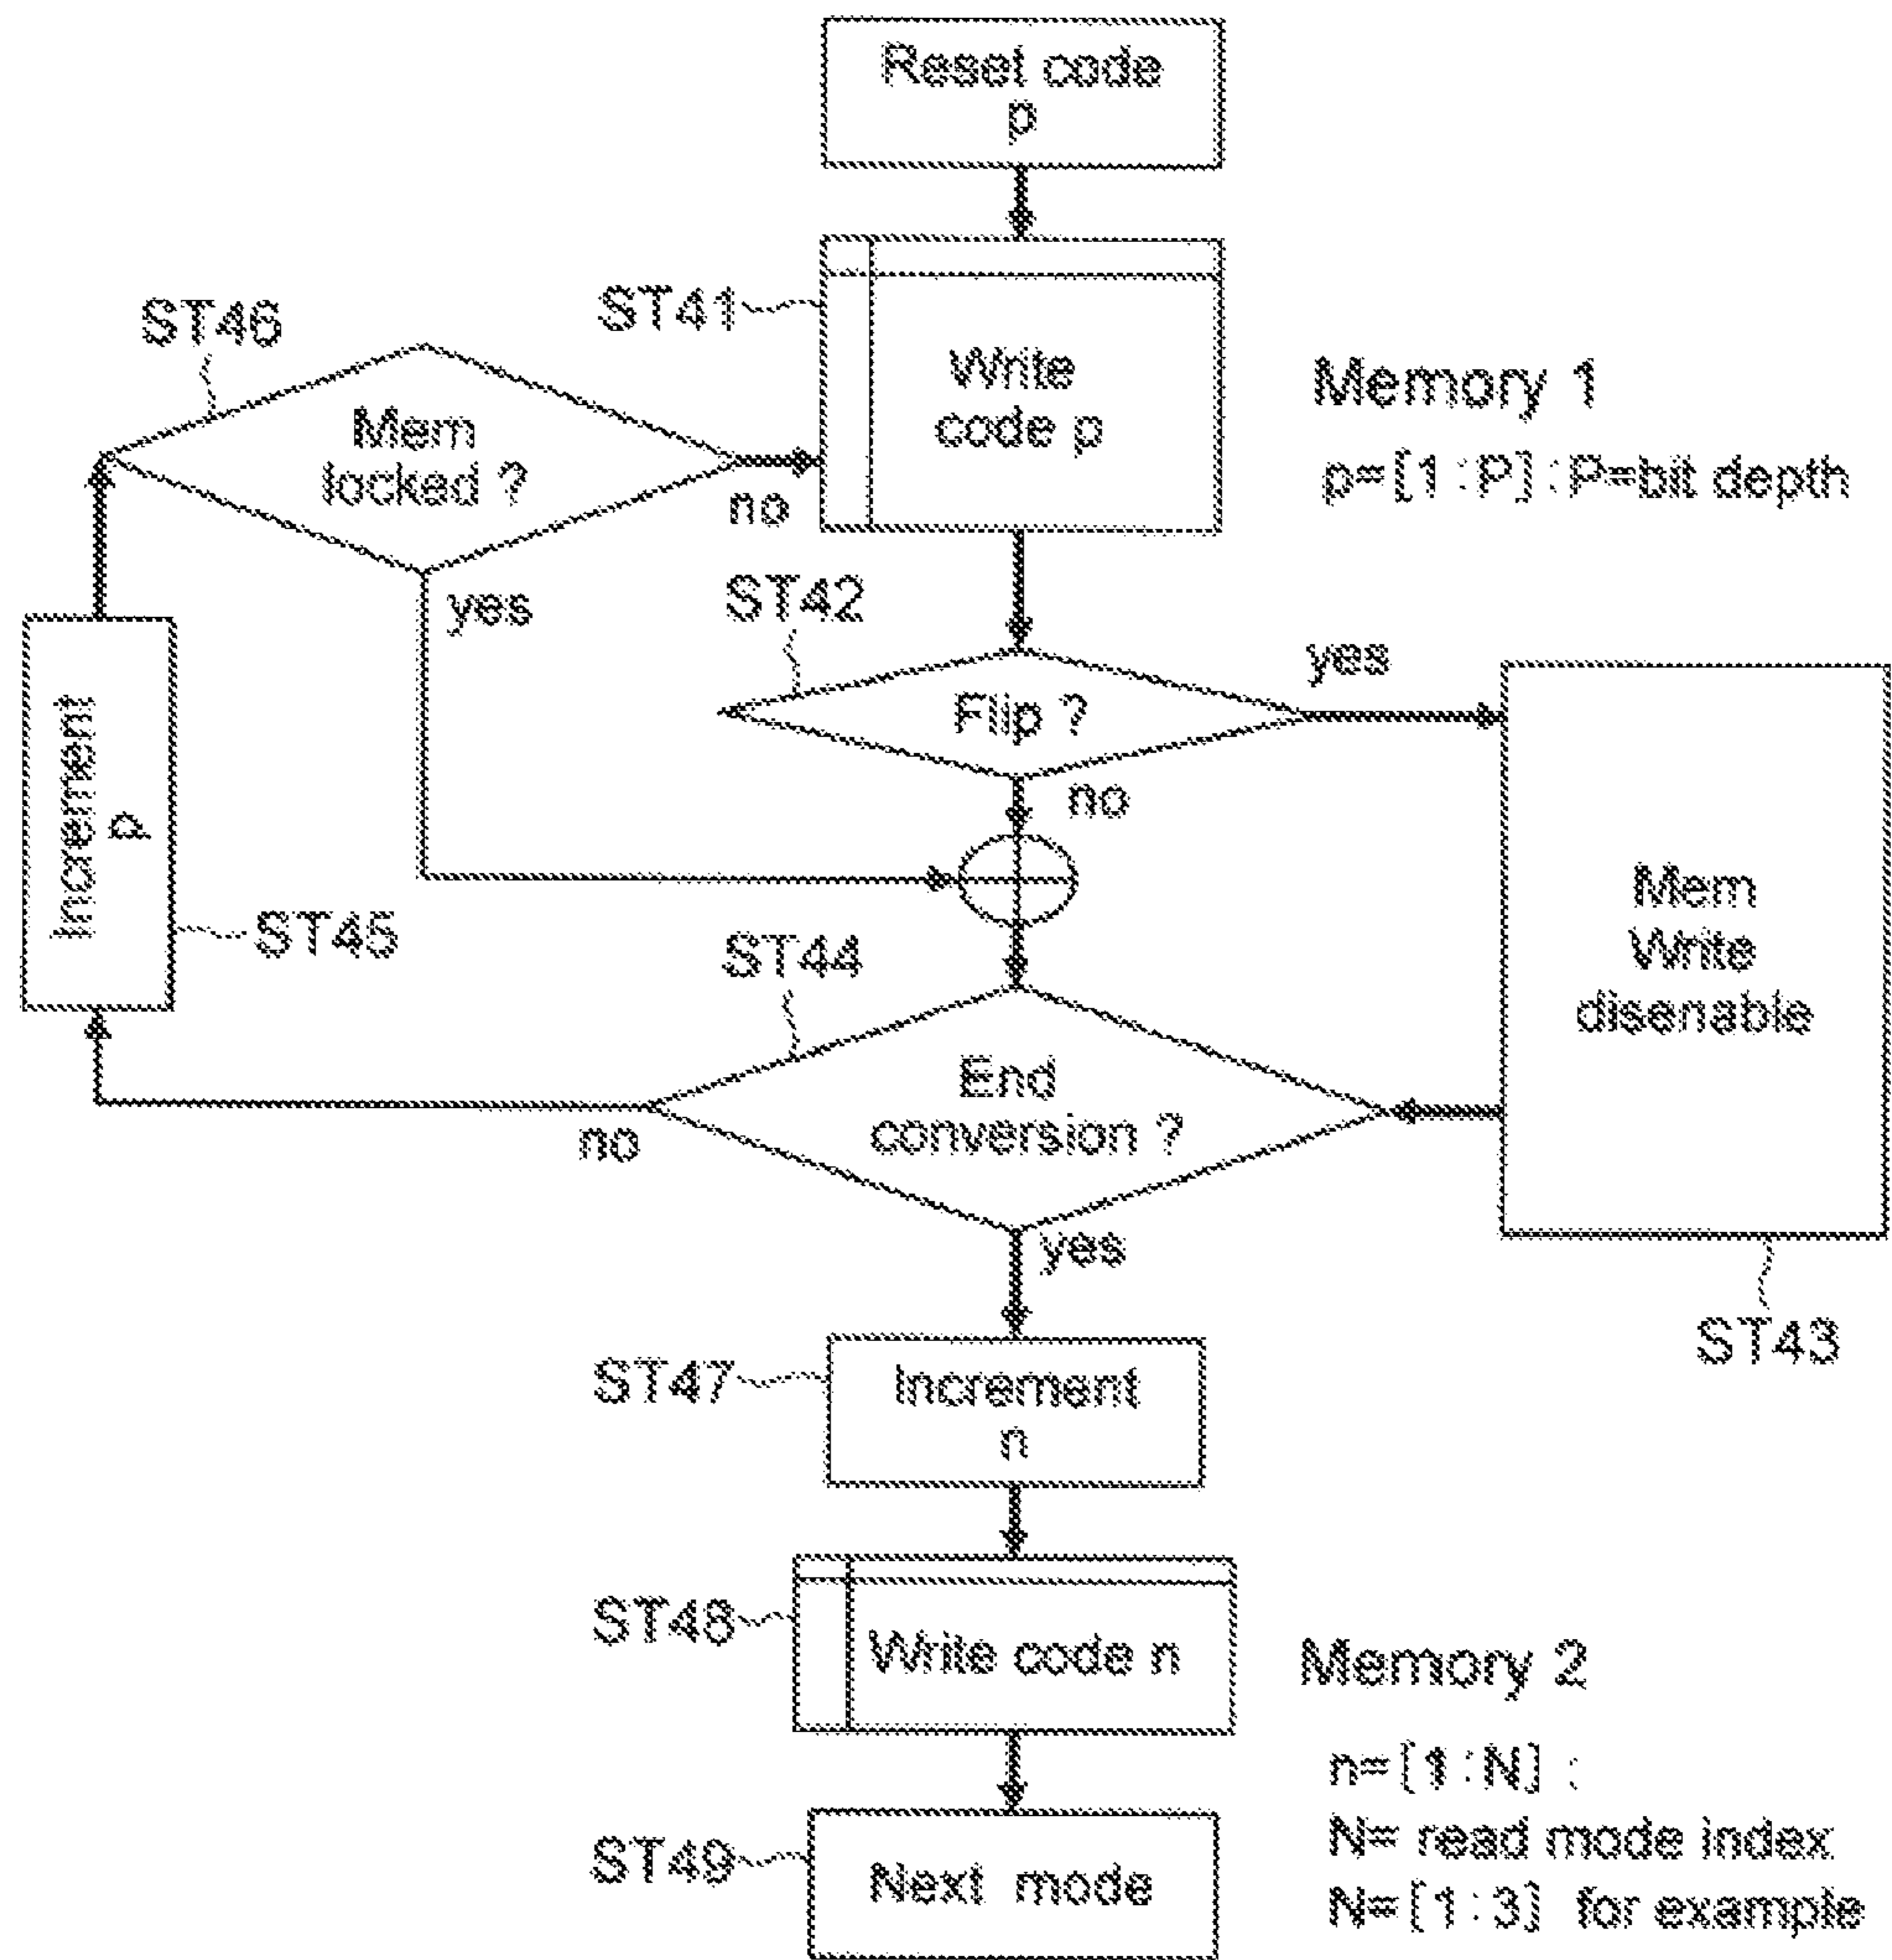 Reset code
p
ST41
Write
code p
Memory 1
p=[1:P]:P=bit depth
ST46
Mem
locked ?
no
yes
ST42
Flip ?
yes
no
Mem
Write
disenable
ST43
Increment
p
ST45
ST44
End
conversion ?
no
yes
ST47
Increment
n
ST48
Write code n
Memory 2
n=[1:N] :
N= read mode index
N=[1:3] for example
ST49
Next mode